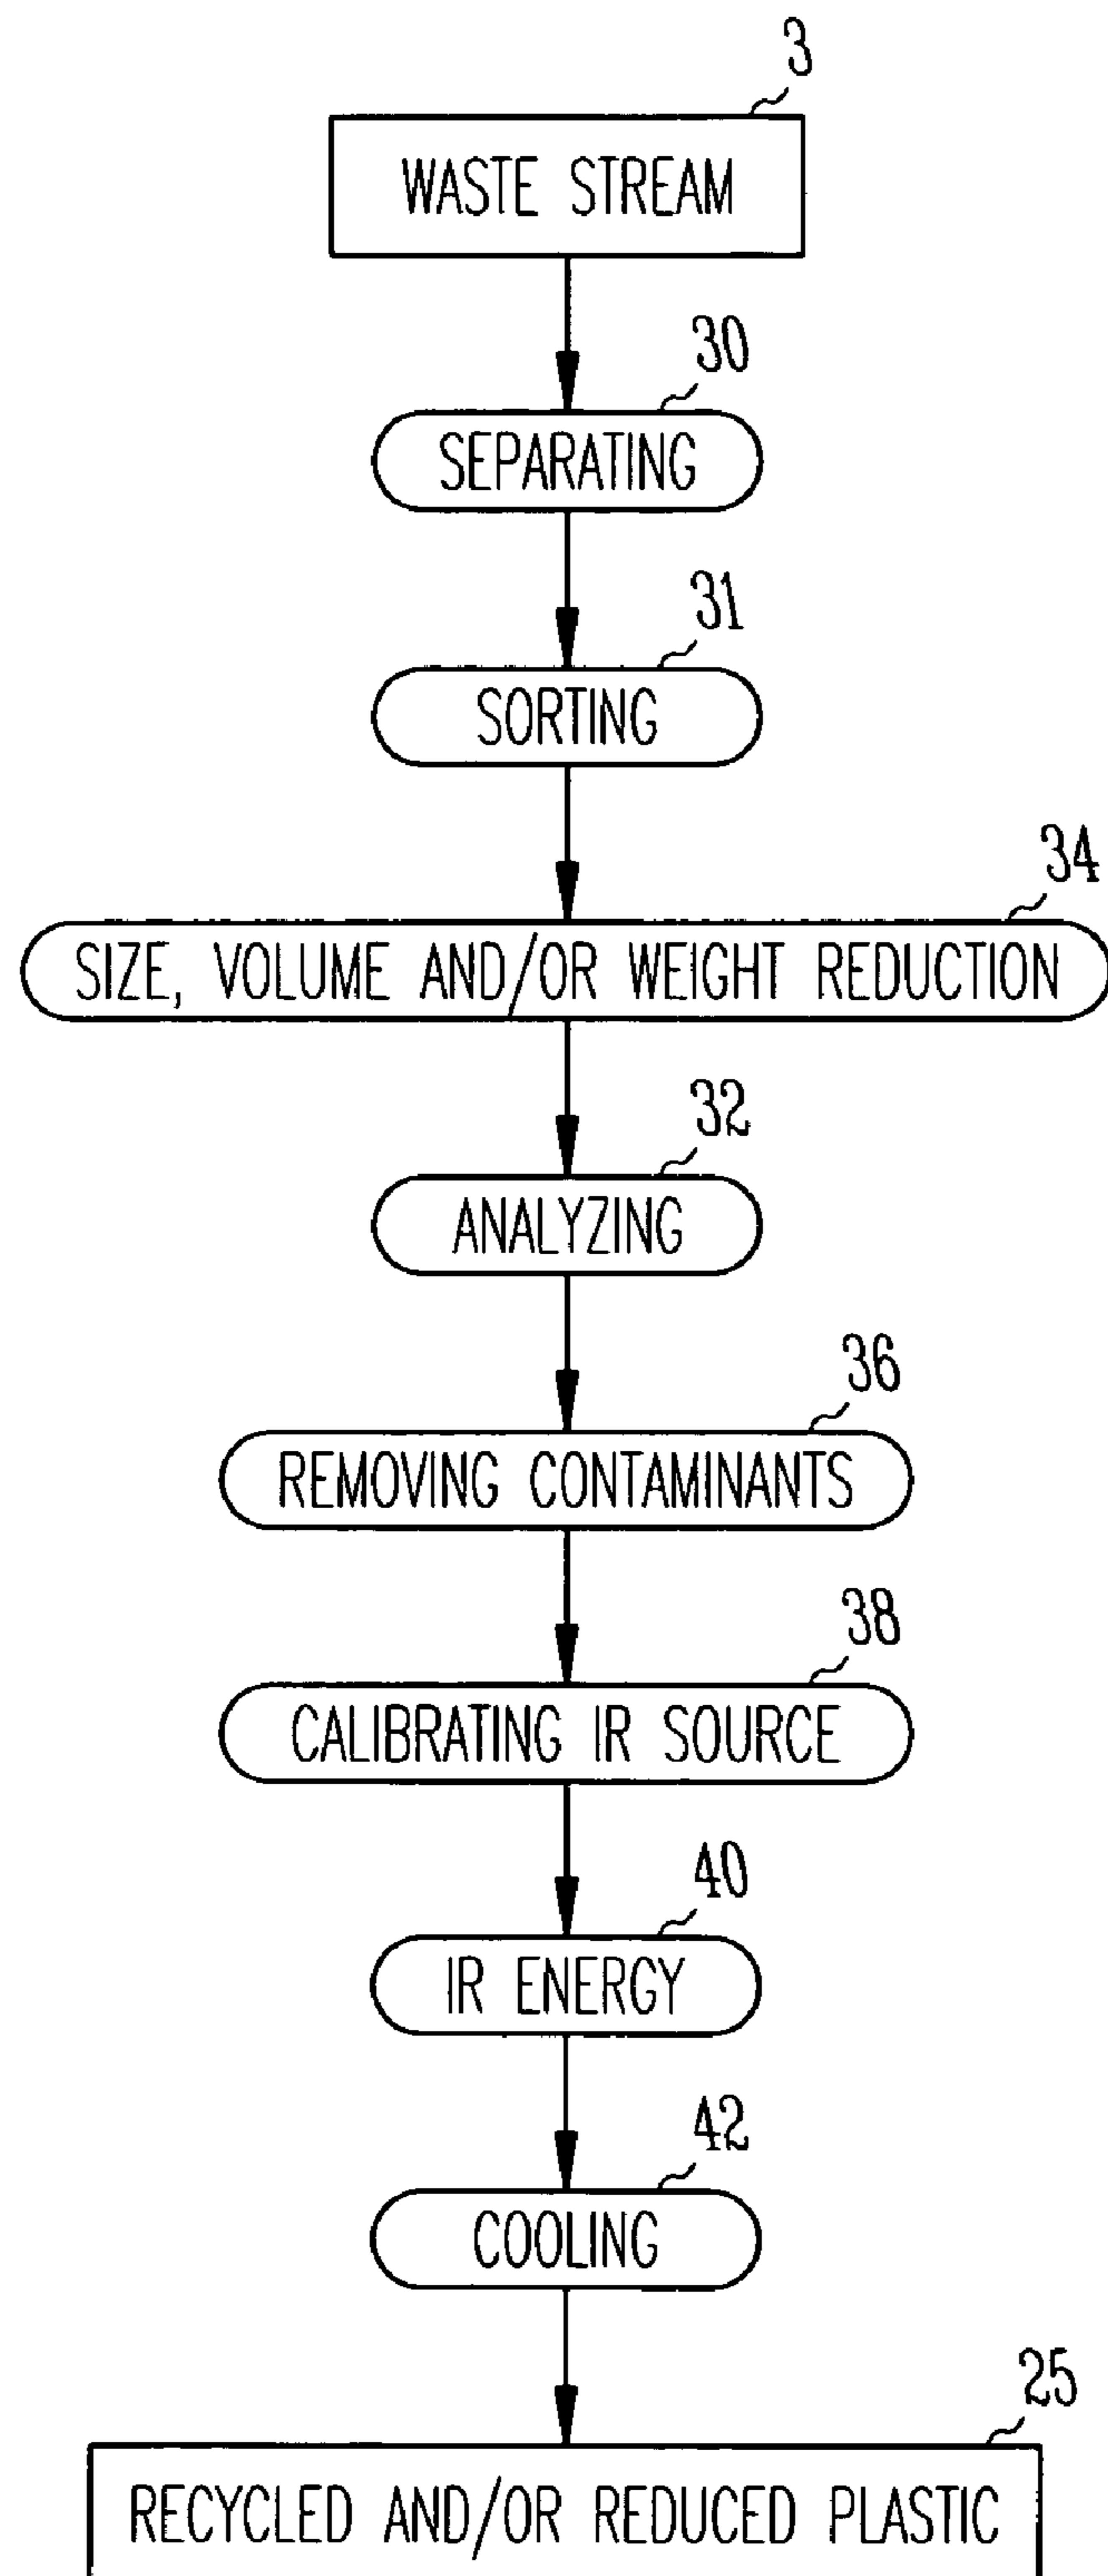 3
WASTE STREAM
30
SEPARATING
31
SORTING
34
SIZE, VOLUME AND/OR WEIGHT REDUCTION
32
ANALYZING
36
REMOVING CONTAMINANTS
38
CALIBRATING IR SOURCE
40
IR ENERGY
42
COOLING
25
RECYCLED AND/OR REDUCED PLASTIC